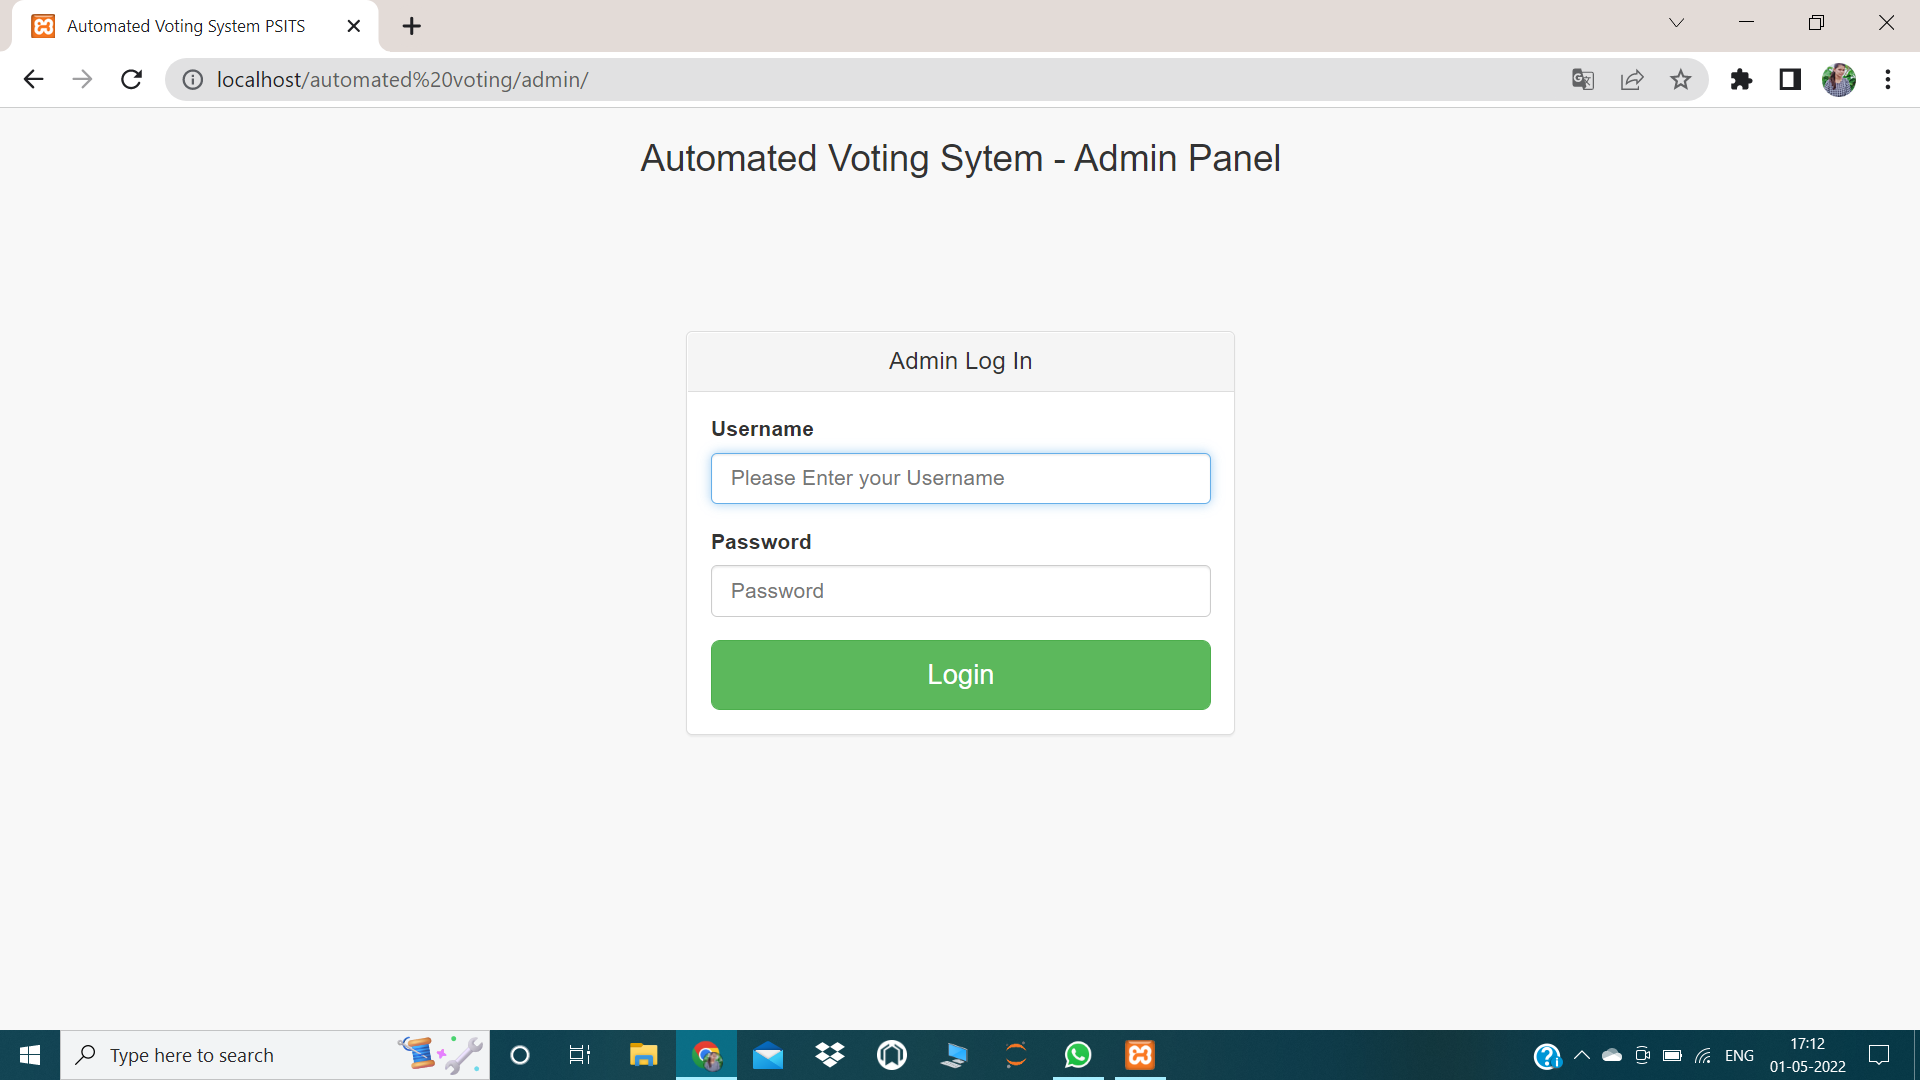 Automated Voting System PSITS
localhost/automated%20voting/admin/
Automated Voting Sytem - Admin Panel
Admin Log In
Username
Please Enter your Username
Password
Password
Login
Type here to search
ENG
17:12
01-05-2022